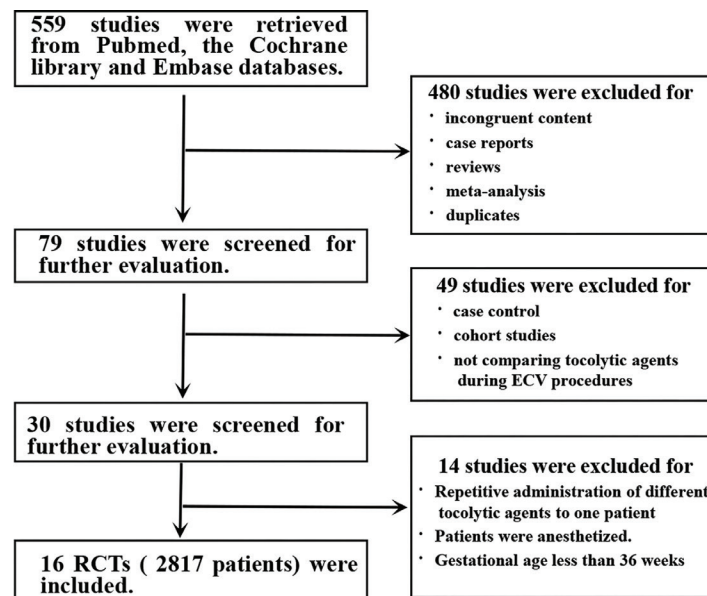 559 studies were retrieved
from Pubmed, the Cochrane
library and Embase databases.
480 studies were excluded for
· incongruent content
· case reports
· reviews
· meta-analysis
· duplicates
79 studies were screened for
further evaluation.
49 studies were excluded for
· case control
· cohort studies
· not comparing tocolytic agents
during ECV procedures
30 studies were screened for
further evaluation.
14 studies were excluded for
· Repetitive administration of different
tocolytic agents to one patient
· Patients were anesthetized.
· Gestational age less than 36 weeks
16 RCTs ( 2817 patients) were
included.